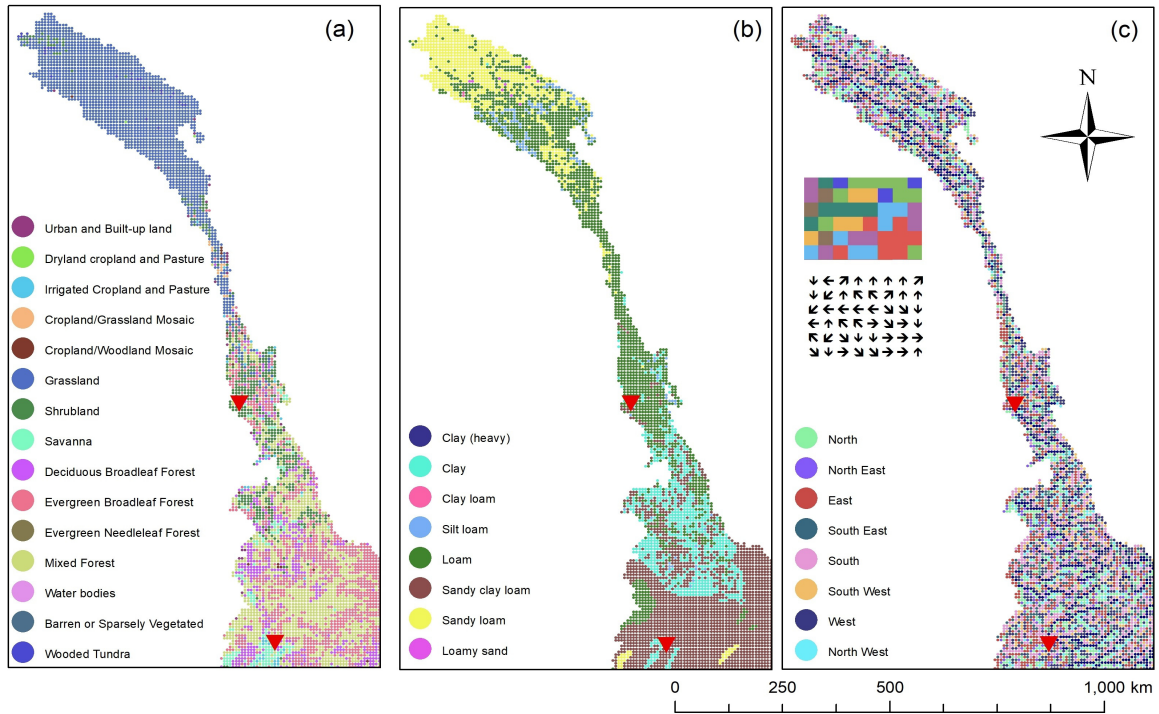 (a)
Urban and Built-up land
Dryland cropland and Pasture
Irrigated Cropland and Pasture
Cropland/Grassland Mosaic
Cropland/Woodland Mosaic
Grassland
Shrubland
Savanna
Deciduous Broadleaf Forest
Evergreen Broadleaf Forest
Evergreen Needleleaf Forest
Mixed Forest
Water bodies
Barren or Sparsely Vegetated
Wooded Tundra
(b)
Clay (heavy)
Clay
Clay loam
Silt loam
Loam
Sandy clay loam
Sandy loam
Loamy sand
(c)
N
North
North East
East
South East
South
South West
West
North West
0 250 500 1,000 km